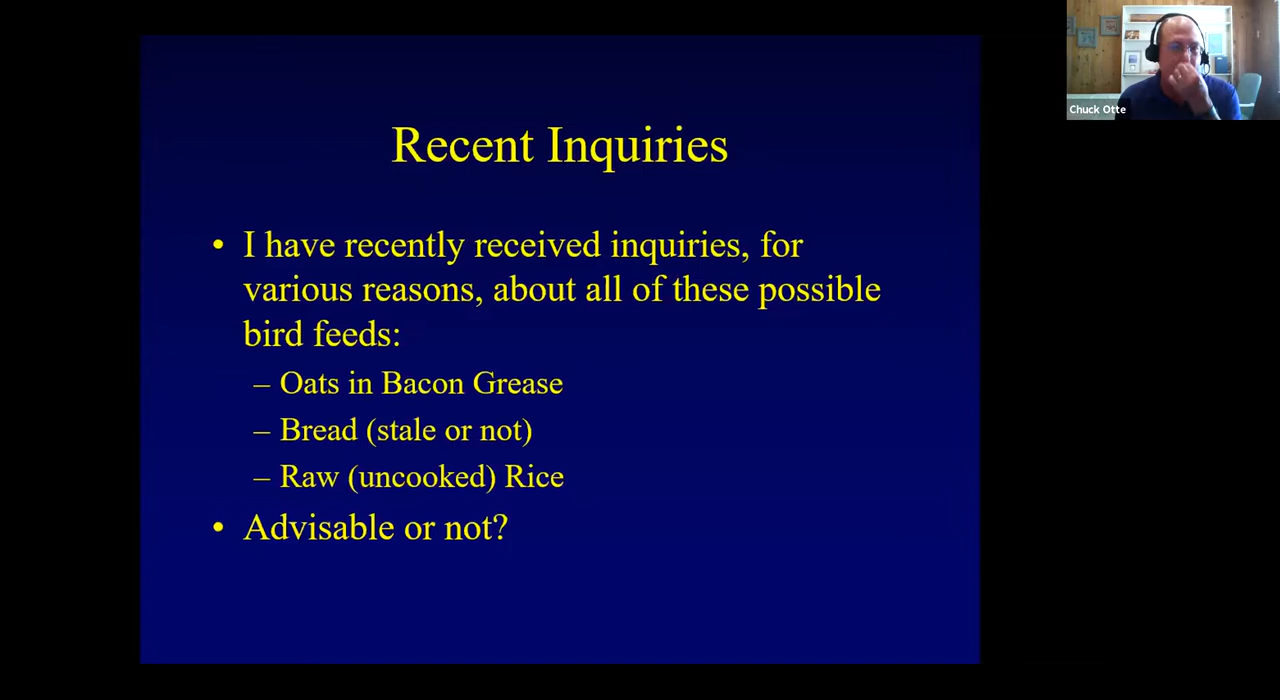 Recent Inquiries
• I have recently received inquiries, for
various reasons, about all of these possible
bird feeds:
– Oats in Bacon Grease
– Bread (stale or not)
– Raw (uncooked) Rice
• Advisable or not?
Chuck Otte